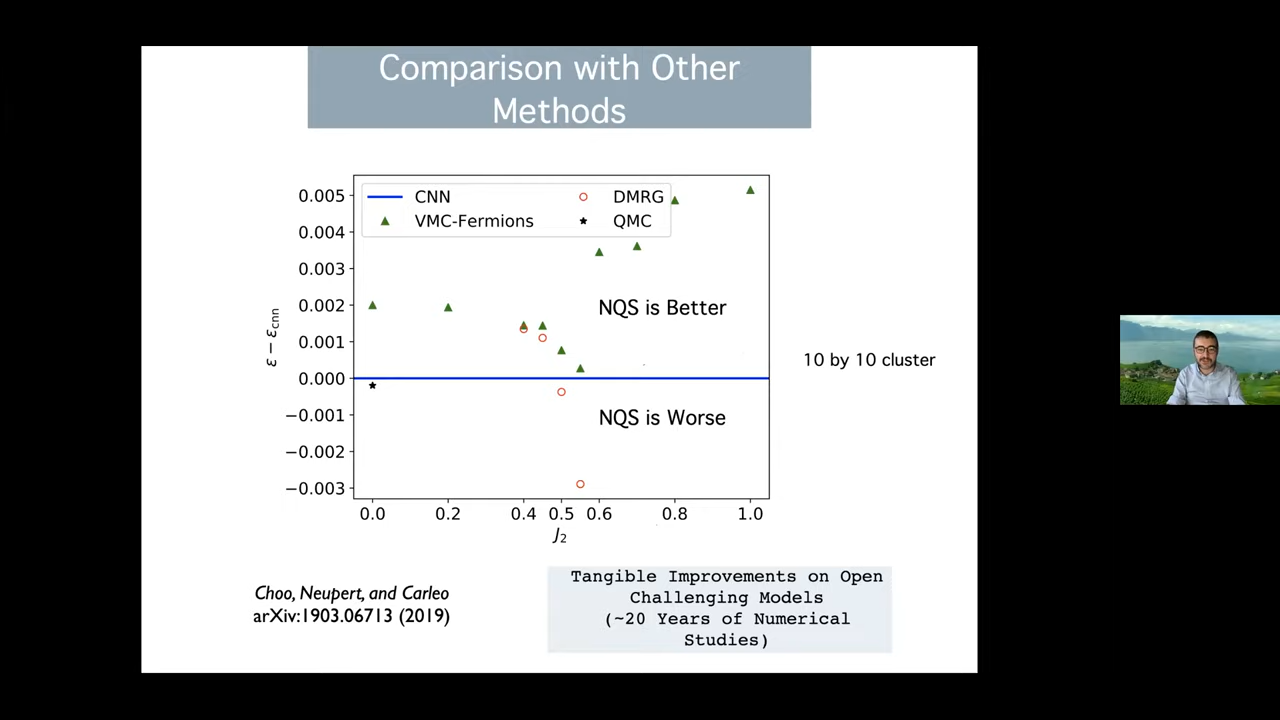 Comparison with Other
Methods
CNN
VMC-Fermions
DMRG
QMC
0.005
0.004
0.003
0.002
0.001
0.000
−0.001
−0.002
−0.003
ε − ε_cnn
NQS is Better
NQS is Worse
10 by 10 cluster
0.0 0.2 0.4 0.5 0.6 0.8 1.0
J₂
Choo, Neupert, and Carleo
arXiv:1903.06713 (2019)
Tangible Improvements on Open
Challenging Models
(~20 Years of Numerical
Studies)